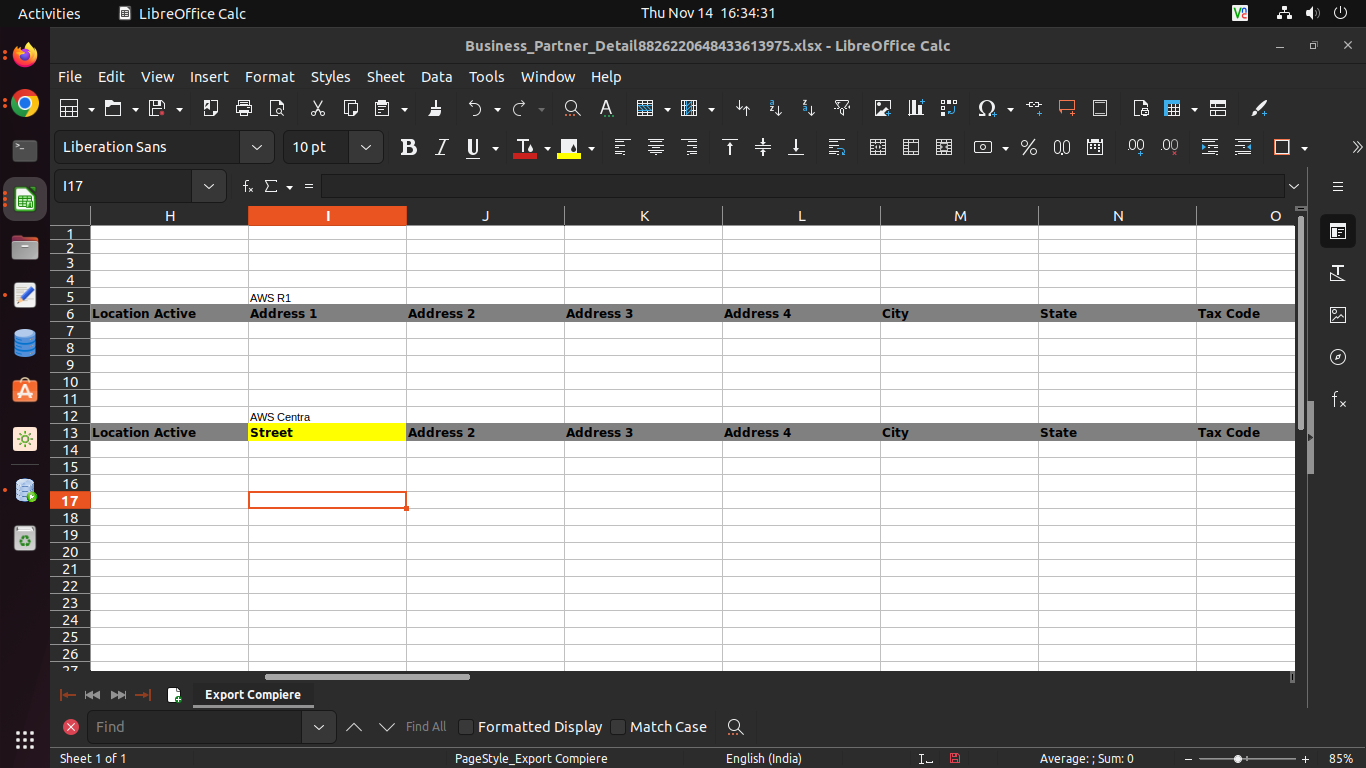 Activities LibreOffice Calc Thu Nov 14 16:34:31
Business_Partner_Detail8826220648433613975.xlsx - LibreOffice Calc
File Edit View Insert Format Styles Sheet Data Tools Window Help
Liberation Sans 10 pt
I17
H I J K L M N O
1
2
3
4
5 AWS R1
6 Location Active Address 1 Address 2 Address 3 Address 4 City State Tax Code
7
8
9
10
11
12 AWS Centra
13 Location Active Street Address 2 Address 3 Address 4 City State Tax Code
14
15
16
17
18
19
20
21
22
23
24
25
26
27
Export Compiere
Find Find All Formatted Display Match Case
Sheet 1 of 1 PageStyle_Export Compiere English (India) Average: ; Sum: 0 85%